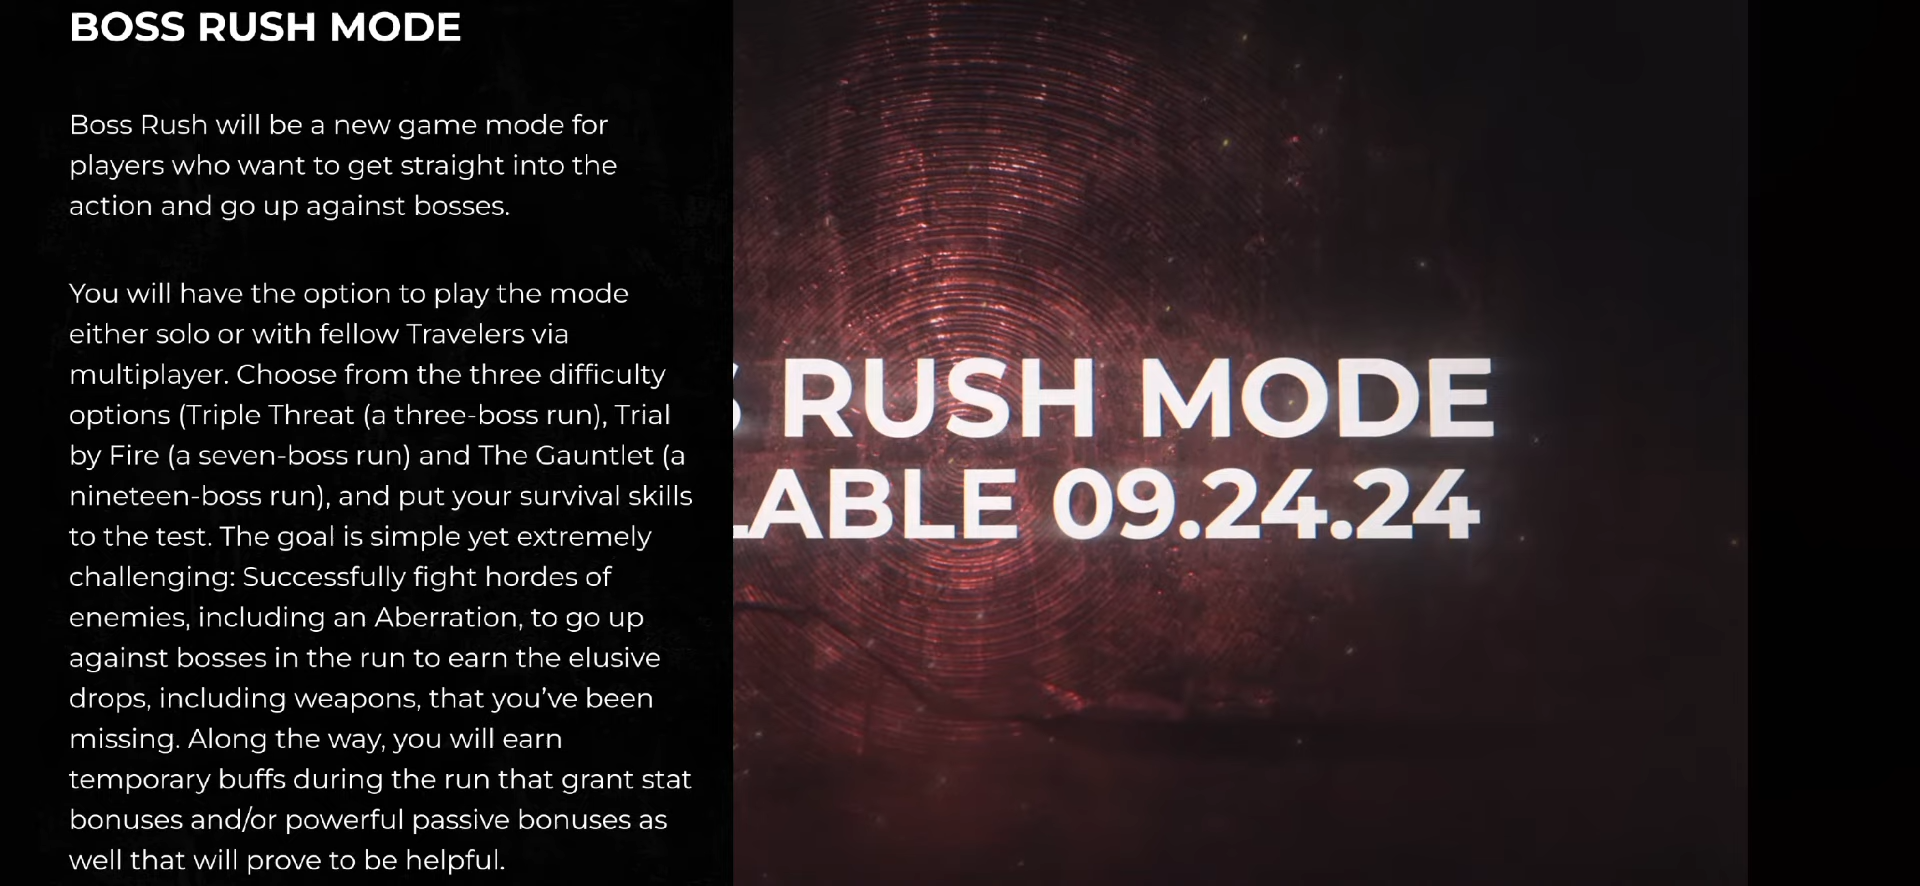 BOSS RUSH MODE
Boss Rush will be a new game mode for
players who want to get straight into the
action and go up against bosses.
You will have the option to play the mode
either solo or with fellow Travelers via
multiplayer. Choose from the three difficulty
options (Triple Threat (a three-boss run), Trial
by Fire (a seven-boss run) and The Gauntlet (a
nineteen-boss run), and put your survival skills
to the test. The goal is simple yet extremely
challenging: Successfully fight hordes of
enemies, including an Aberration, to go up
against bosses in the run to earn the elusive
drops, including weapons, that you’ve been
missing. Along the way, you will earn
temporary buffs during the run that grant stat
bonuses and/or powerful passive bonuses as
well that will prove to be helpful.
S RUSH MODE
LABLE 09.24.24